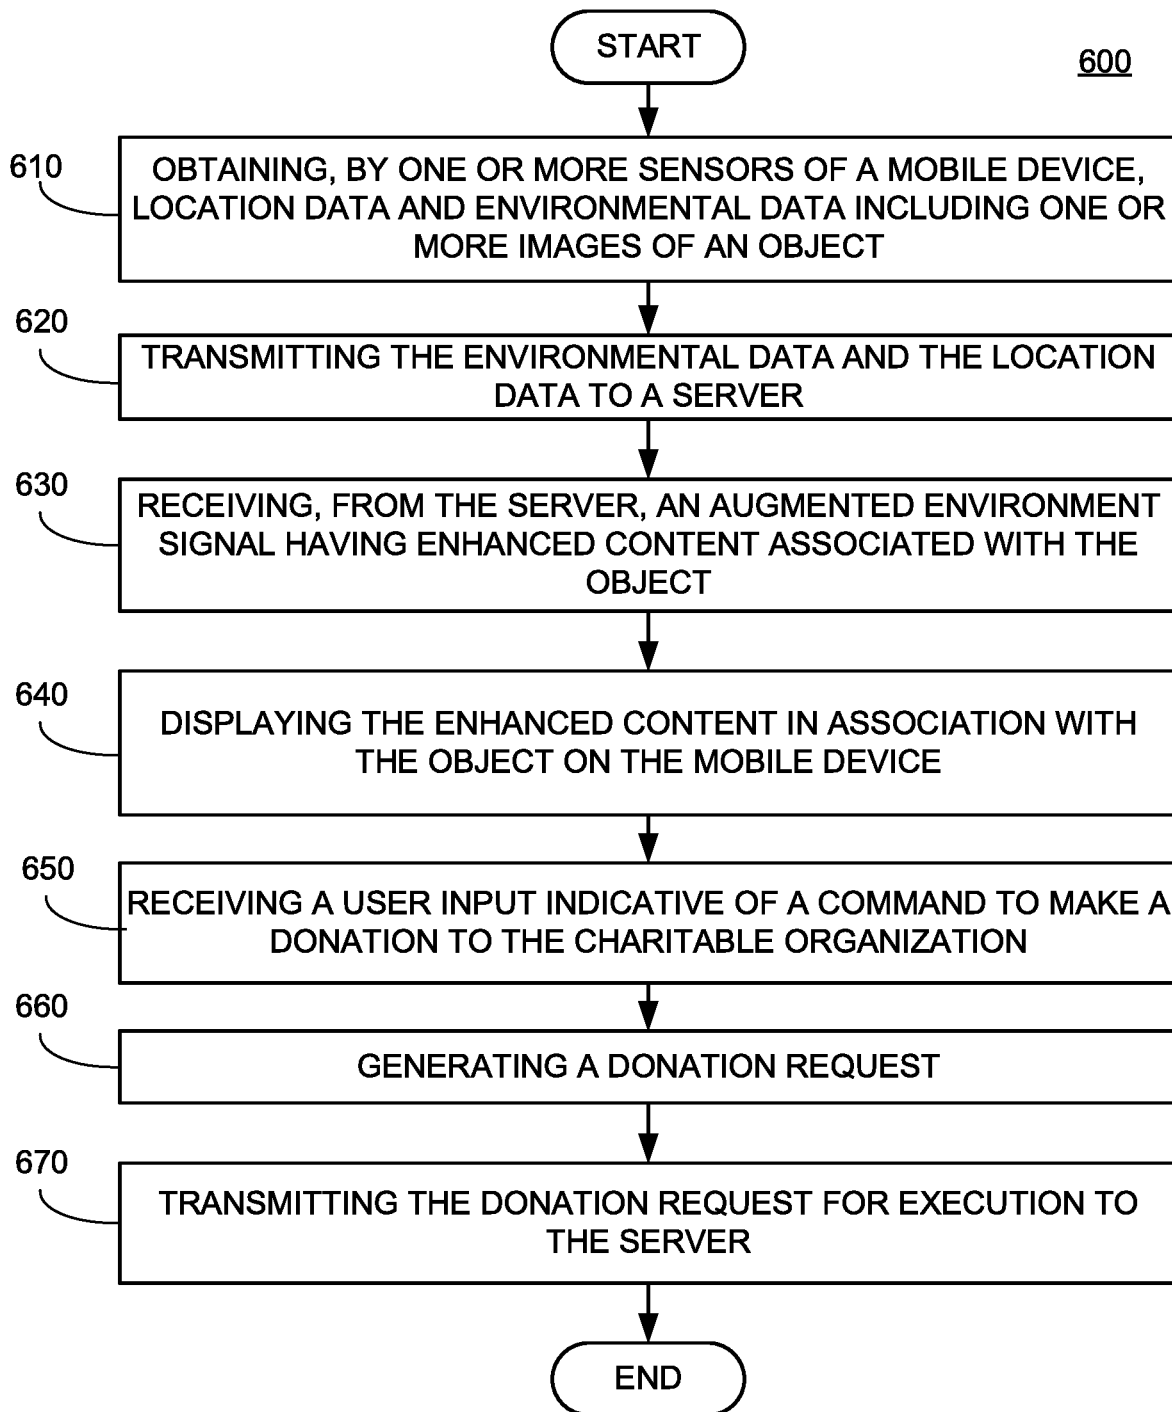 START
600
610
OBTAINING, BY ONE OR MORE SENSORS OF A MOBILE DEVICE,
LOCATION DATA AND ENVIRONMENTAL DATA INCLUDING ONE OR
MORE IMAGES OF AN OBJECT
620
TRANSMITTING THE ENVIRONMENTAL DATA AND THE LOCATION
DATA TO A SERVER
630
RECEIVING, FROM THE SERVER, AN AUGMENTED ENVIRONMENT
SIGNAL HAVING ENHANCED CONTENT ASSOCIATED WITH THE
OBJECT
640
DISPLAYING THE ENHANCED CONTENT IN ASSOCIATION WITH
THE OBJECT ON THE MOBILE DEVICE
650
RECEIVING A USER INPUT INDICATIVE OF A COMMAND TO MAKE A
DONATION TO THE CHARITABLE ORGANIZATION
660
GENERATING A DONATION REQUEST
670
TRANSMITTING THE DONATION REQUEST FOR EXECUTION TO
THE SERVER
END